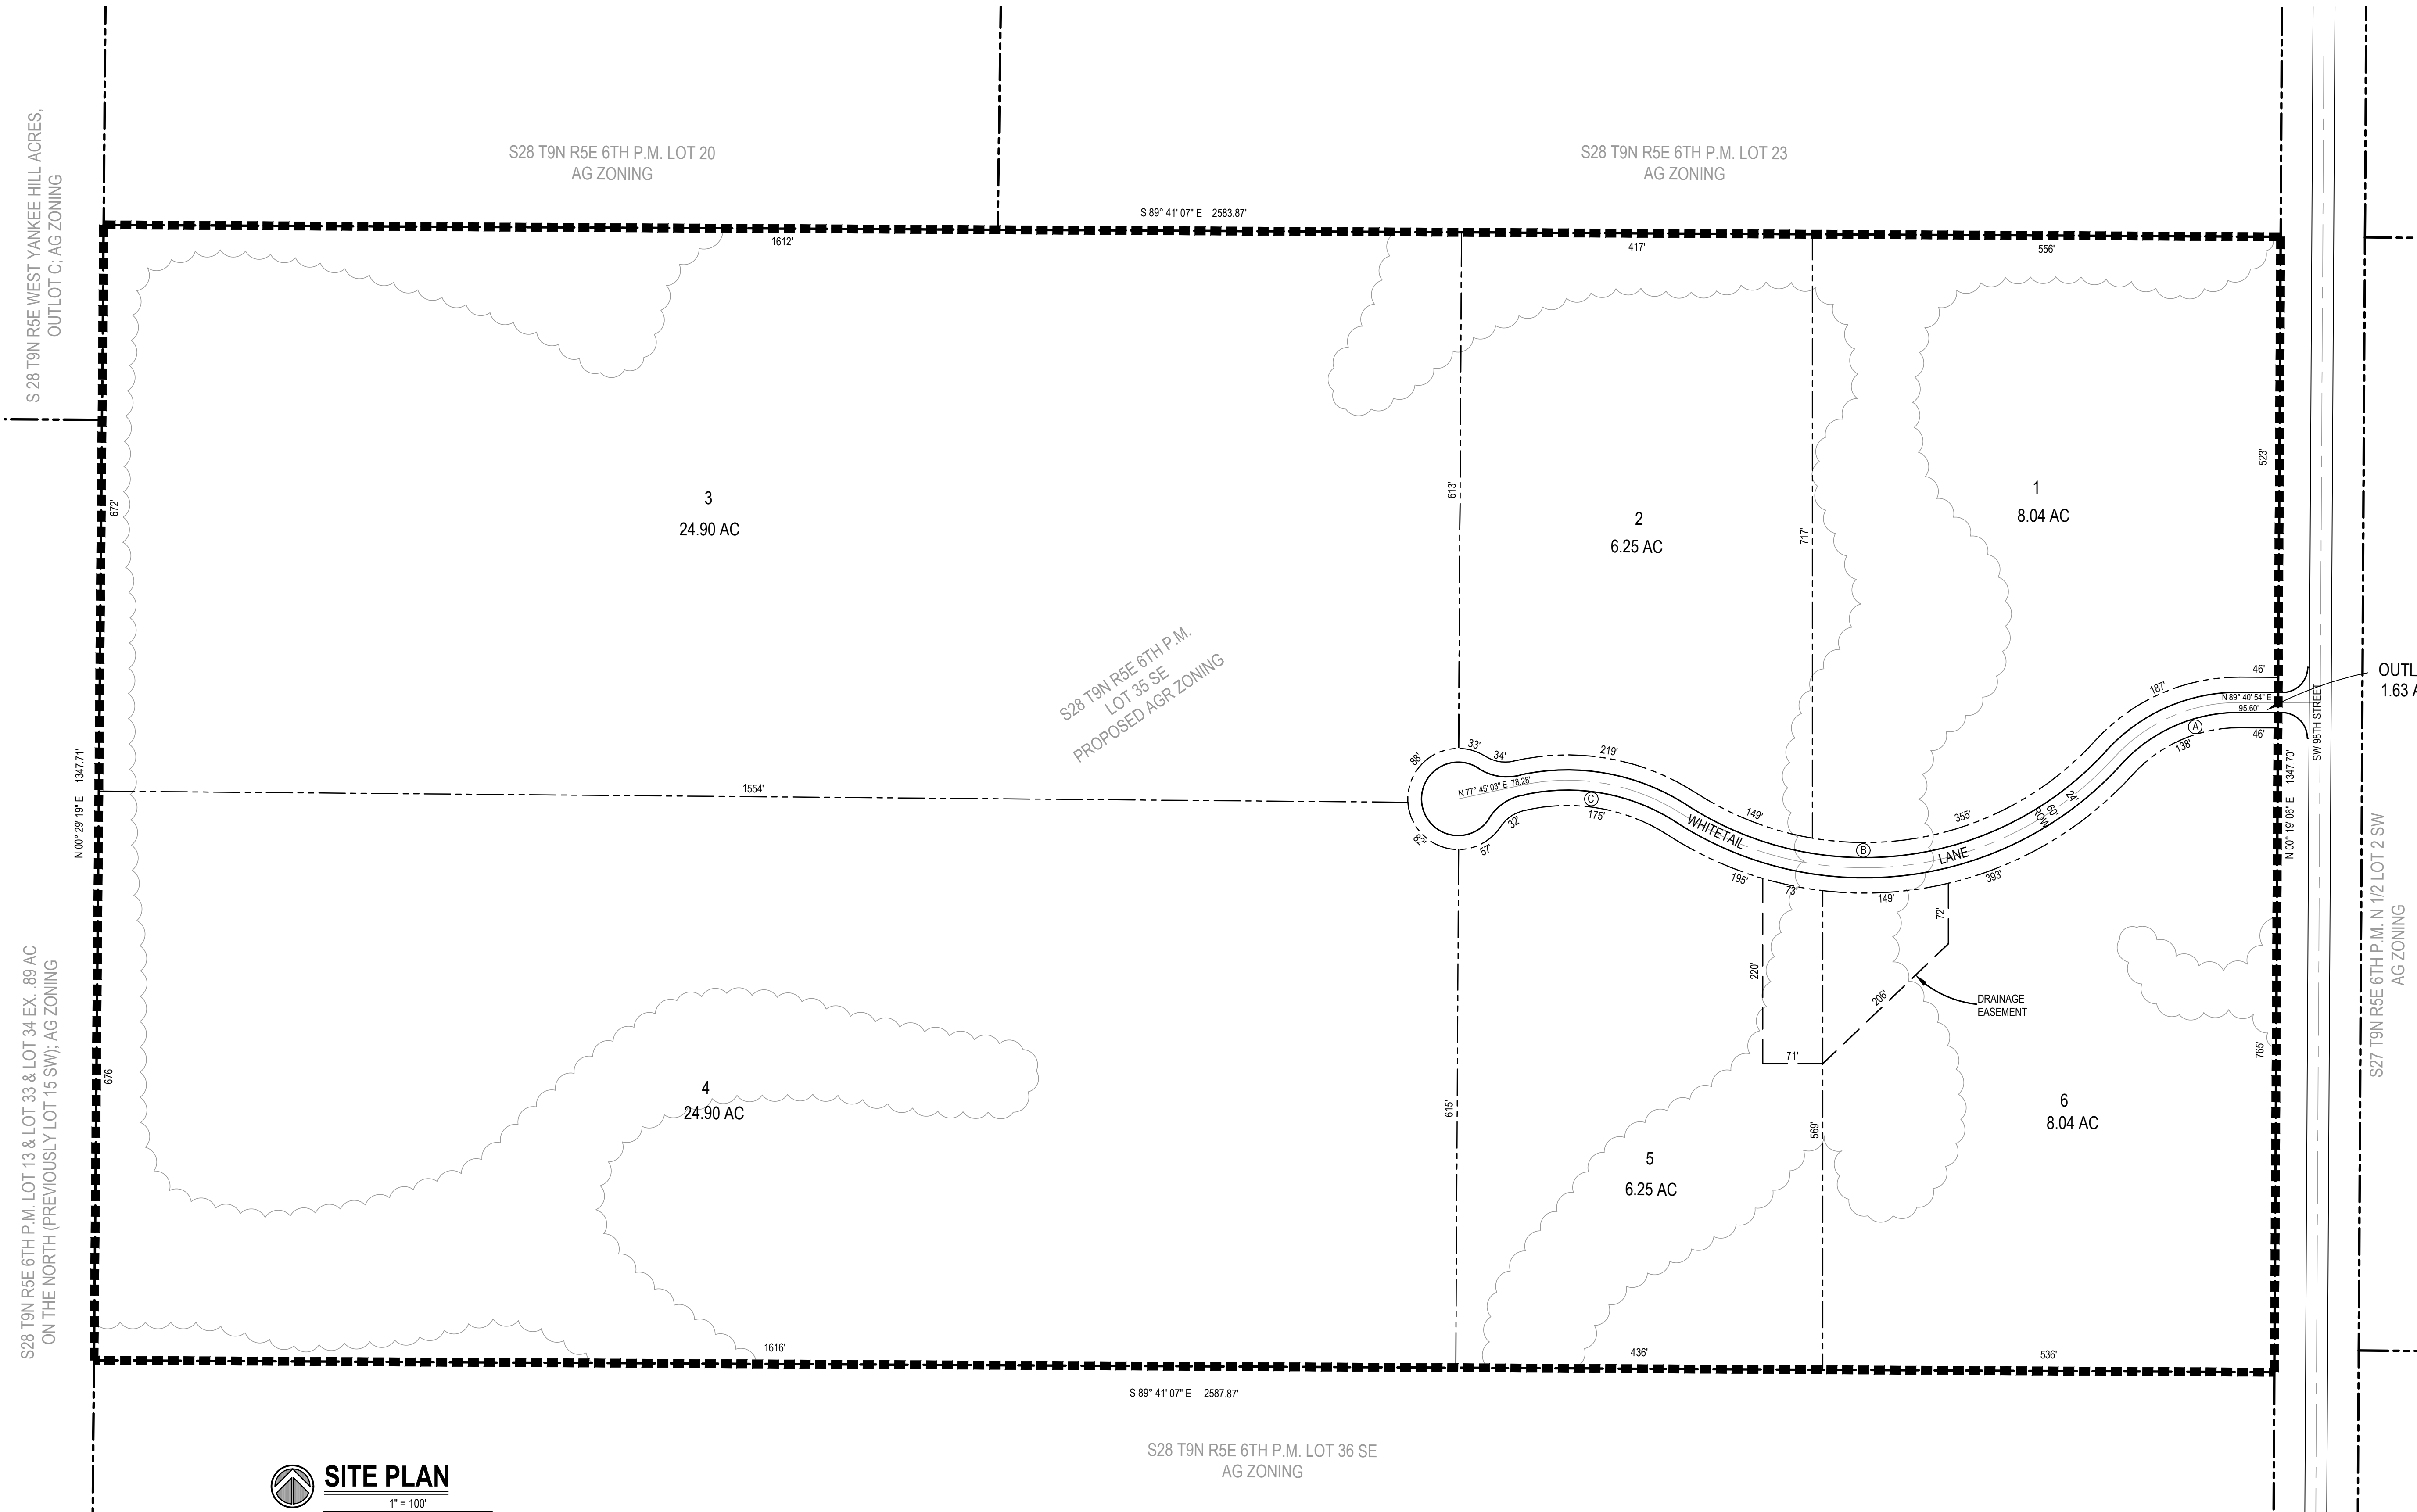 S 28 T9N R5E WEST YANKEE HILL ACRES,
OUTLOT C; AG ZONING
S28 T9N R5E 6TH P.M. LOT 20
AG ZONING
S28 T9N R5E 6TH P.M. LOT 23
AG ZONING
S 89° 41' 07" E 2583.87'
1612'
417'
556'
672'
3
24.90 AC
613'
2
6.25 AC
717'
1
8.04 AC
523'
S28 T9N R5E 6TH P.M.
LOT 35 SE
PROPOSED AGR ZONING
N 00° 29' 19" E 1347.71'
1554'
88'
33'
34'
219'
N 77° 45' 03" E 78.28'
C
175'
32'
57'
82'
WHITETAIL
LANE
149'
B
355'
24'
60'
ROW
187'
46'
N 89° 40' 54" E
95.60'
A
46'
138'
OUTL
1.63 A
SW 98TH STREET
N 00° 19' 06" E 1347.70'
195'
73'
149'
393'
72'
220'
206'
71'
DRAINAGE
EASEMENT
S28 T9N R5E 6TH P.M. LOT 13 & LOT 33 & LOT 34 EX. .89 AC
ON THE NORTH (PREVIOUSLY LOT 15 SW); AG ZONING
676'
4
24.90 AC
615'
5
6.25 AC
569'
6
8.04 AC
765'
S27 T9N R5E 6TH P.M. N 1/2 LOT 2 SW
AG ZONING
1616'
436'
536'
S 89° 41' 07" E 2587.87'
S28 T9N R5E 6TH P.M. LOT 36 SE
AG ZONING
SITE PLAN
1" = 100'